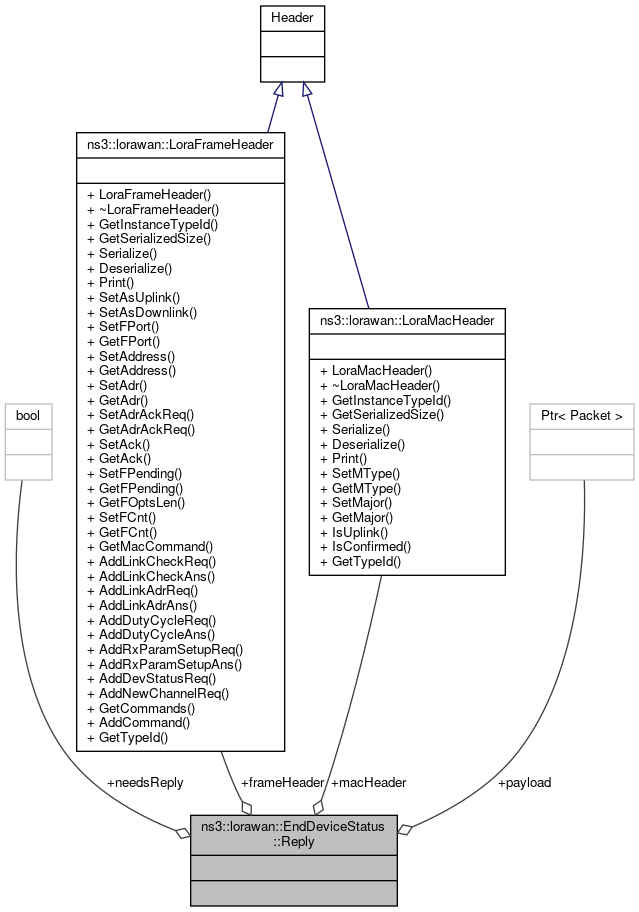 Header
ns3::lorawan::LoraFrameHeader
+ LoraFrameHeader()
+ ~LoraFrameHeader()
+ GetInstanceTypeId()
+ GetSerializedSize()
+ Serialize()
+ Deserialize()
+ Print()
+ SetAsUplink()
+ SetAsDownlink()
+ SetFPort()
+ GetFPort()
+ SetAddress()
+ GetAddress()
+ SetAdr()
+ GetAdr()
+ SetAdrAckReq()
+ GetAdrAckReq()
+ SetAck()
+ GetAck()
+ SetFPending()
+ GetFPending()
+ GetFOptsLen()
+ SetFCnt()
+ GetFCnt()
+ GetMacCommand()
+ AddLinkCheckReq()
+ AddLinkCheckAns()
+ AddLinkAdrReq()
+ AddLinkAdrAns()
+ AddDutyCycleReq()
+ AddDutyCycleAns()
+ AddRxParamSetupReq()
+ AddRxParamSetupAns()
+ AddDevStatusReq()
+ AddNewChannelReq()
+ GetCommands()
+ AddCommand()
+ GetTypeId()
ns3::lorawan::LoraMacHeader
+ LoraMacHeader()
+ ~LoraMacHeader()
+ GetInstanceTypeId()
+ GetSerializedSize()
+ Serialize()
+ Deserialize()
+ Print()
+ SetMType()
+ GetMType()
+ SetMajor()
+ GetMajor()
+ IsUplink()
+ IsConfirmed()
+ GetTypeId()
bool
Ptr< Packet >
+needsReply
+frameHeader
+macHeader
+payload
ns3::lorawan::EndDeviceStatus
::Reply